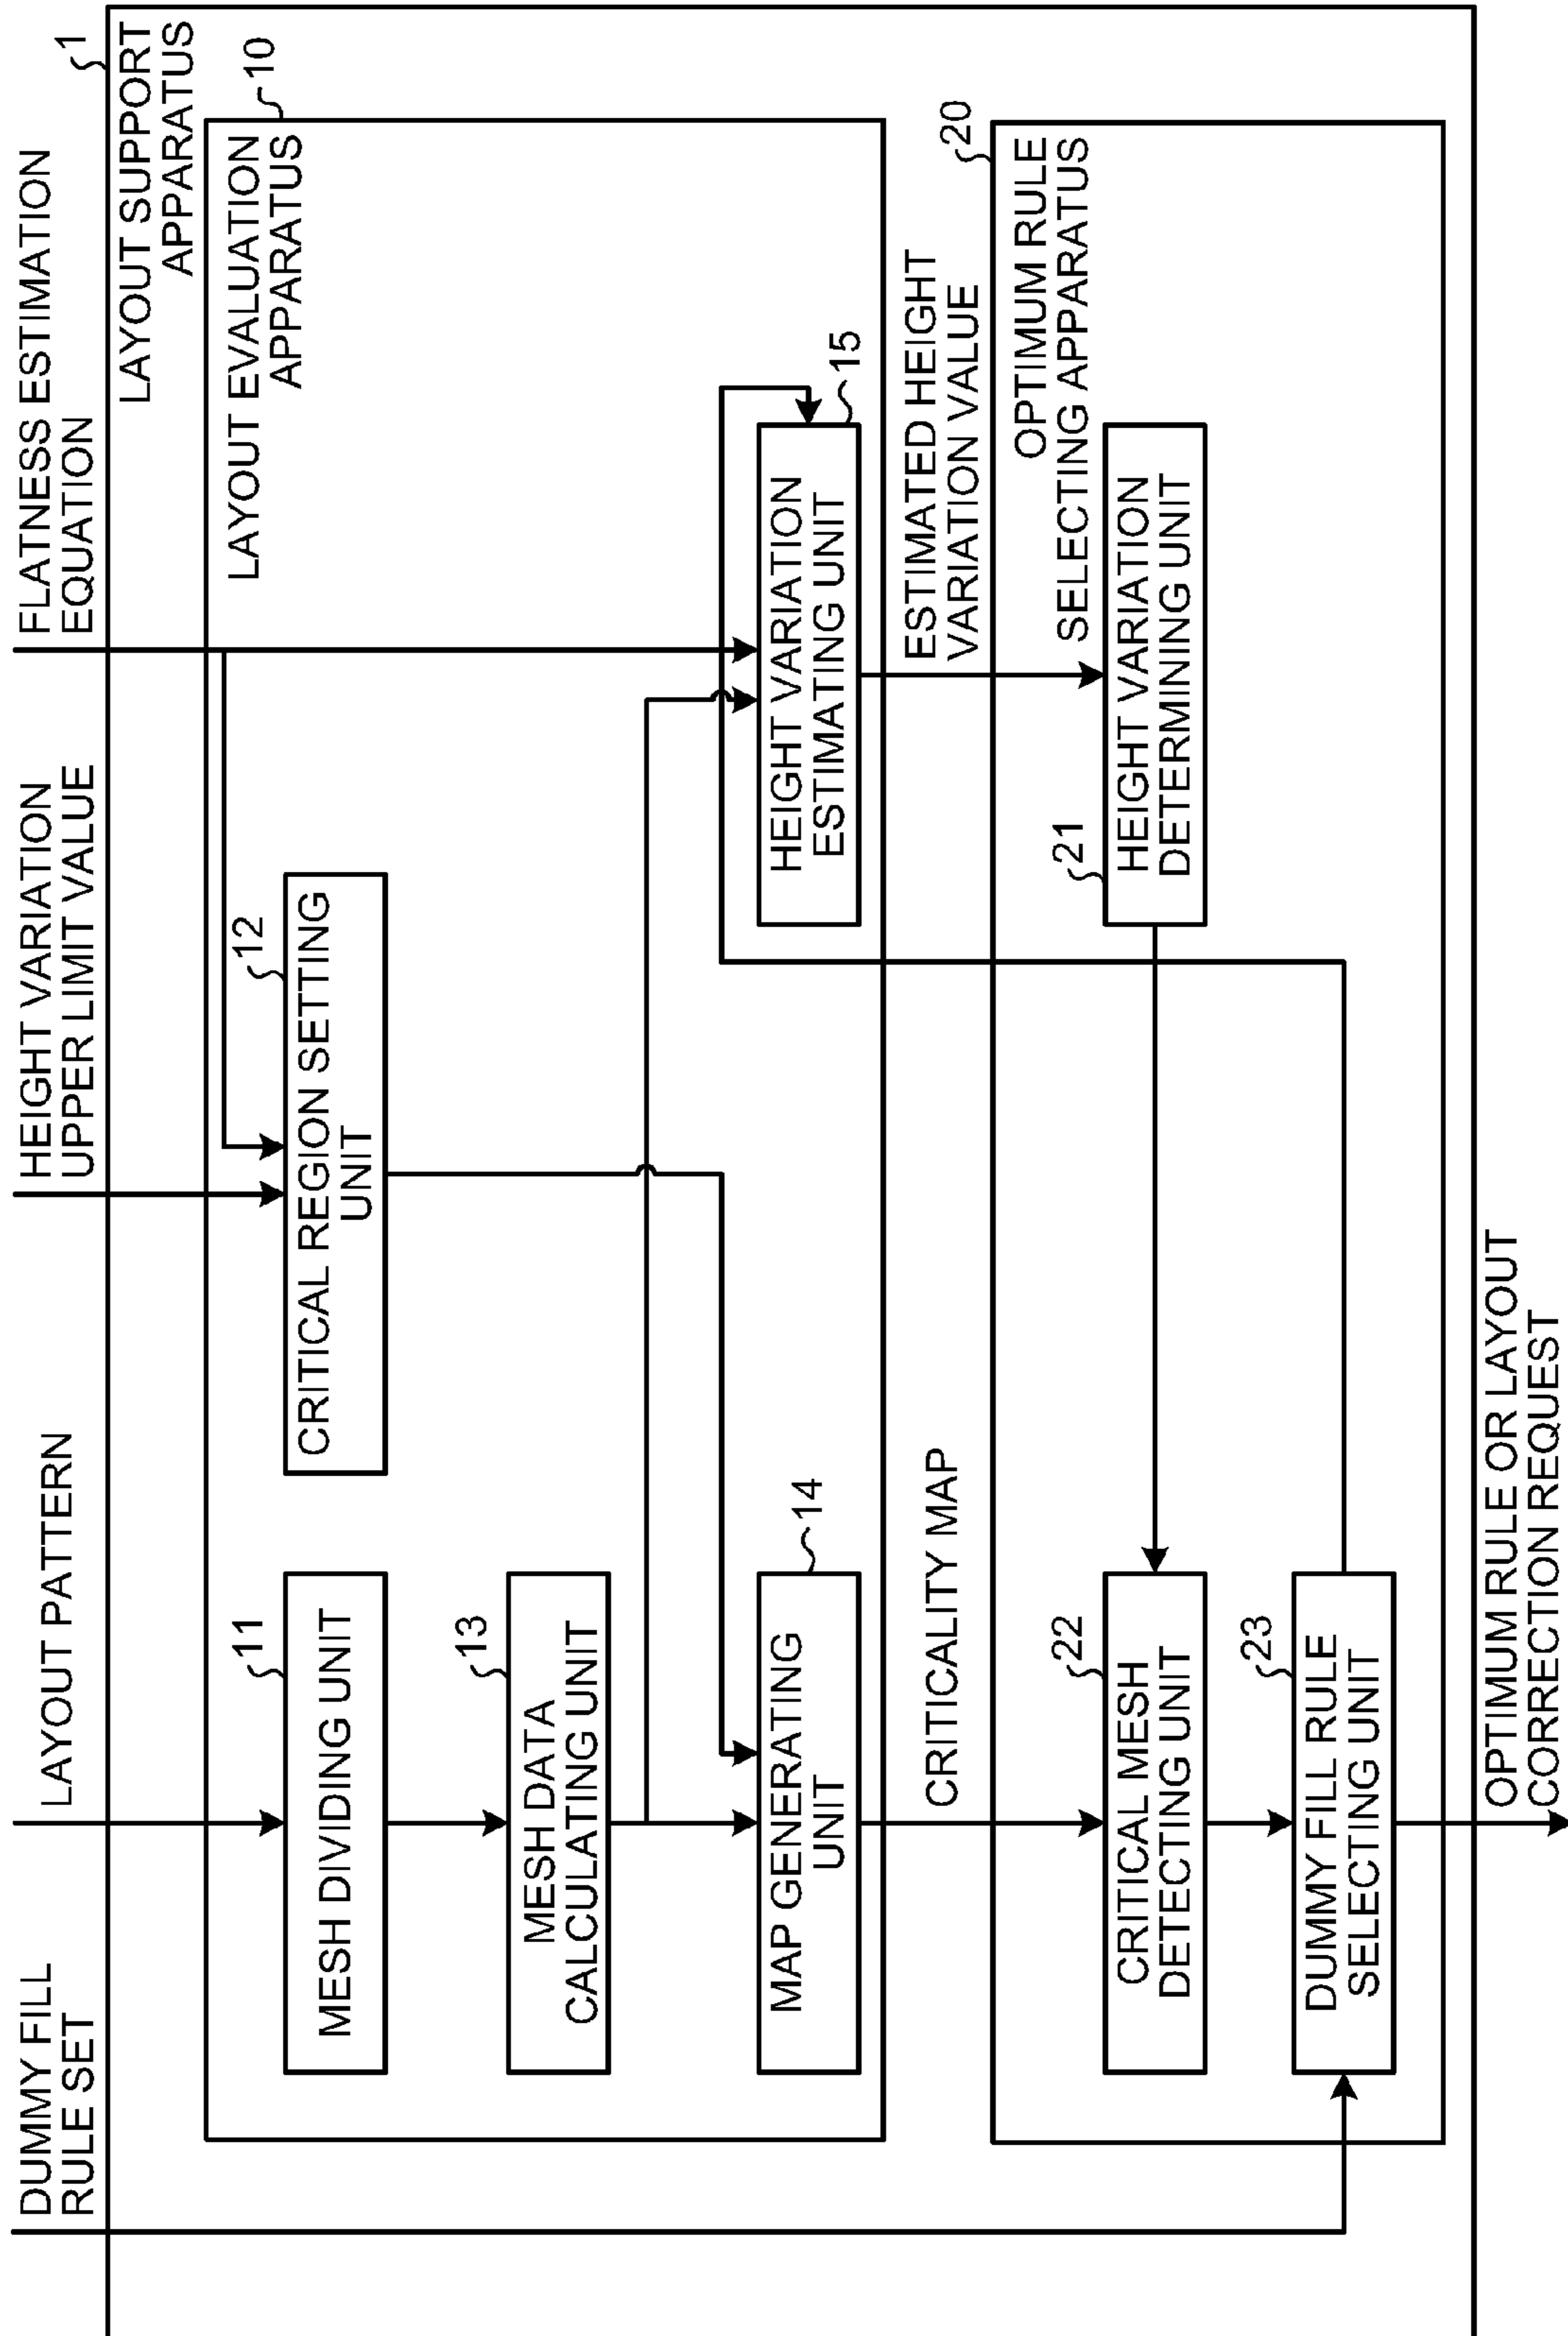 DUMMY FILL
RULE SET
LAYOUT PATTERN
HEIGHT VARIATION
UPPER LIMIT VALUE
FLATNESS ESTIMATION
EQUATION
1
LAYOUT SUPPORT
APPARATUS
10
LAYOUT EVALUATION
APPARATUS
11
MESH DIVIDING UNIT
12
CRITICAL REGION SETTING
UNIT
13
MESH DATA
CALCULATING UNIT
14
MAP GENERATING
UNIT
15
HEIGHT VARIATION
ESTIMATING UNIT
CRITICALITY MAP
ESTIMATED HEIGHT
VARIATION VALUE
20
OPTIMUM RULE
SELECTING APPARATUS
22
CRITICAL MESH
DETECTING UNIT
21
HEIGHT VARIATION
DETERMINING UNIT
23
DUMMY FILL RULE
SELECTING UNIT
OPTIMUM RULE OR LAYOUT
CORRECTION REQUEST